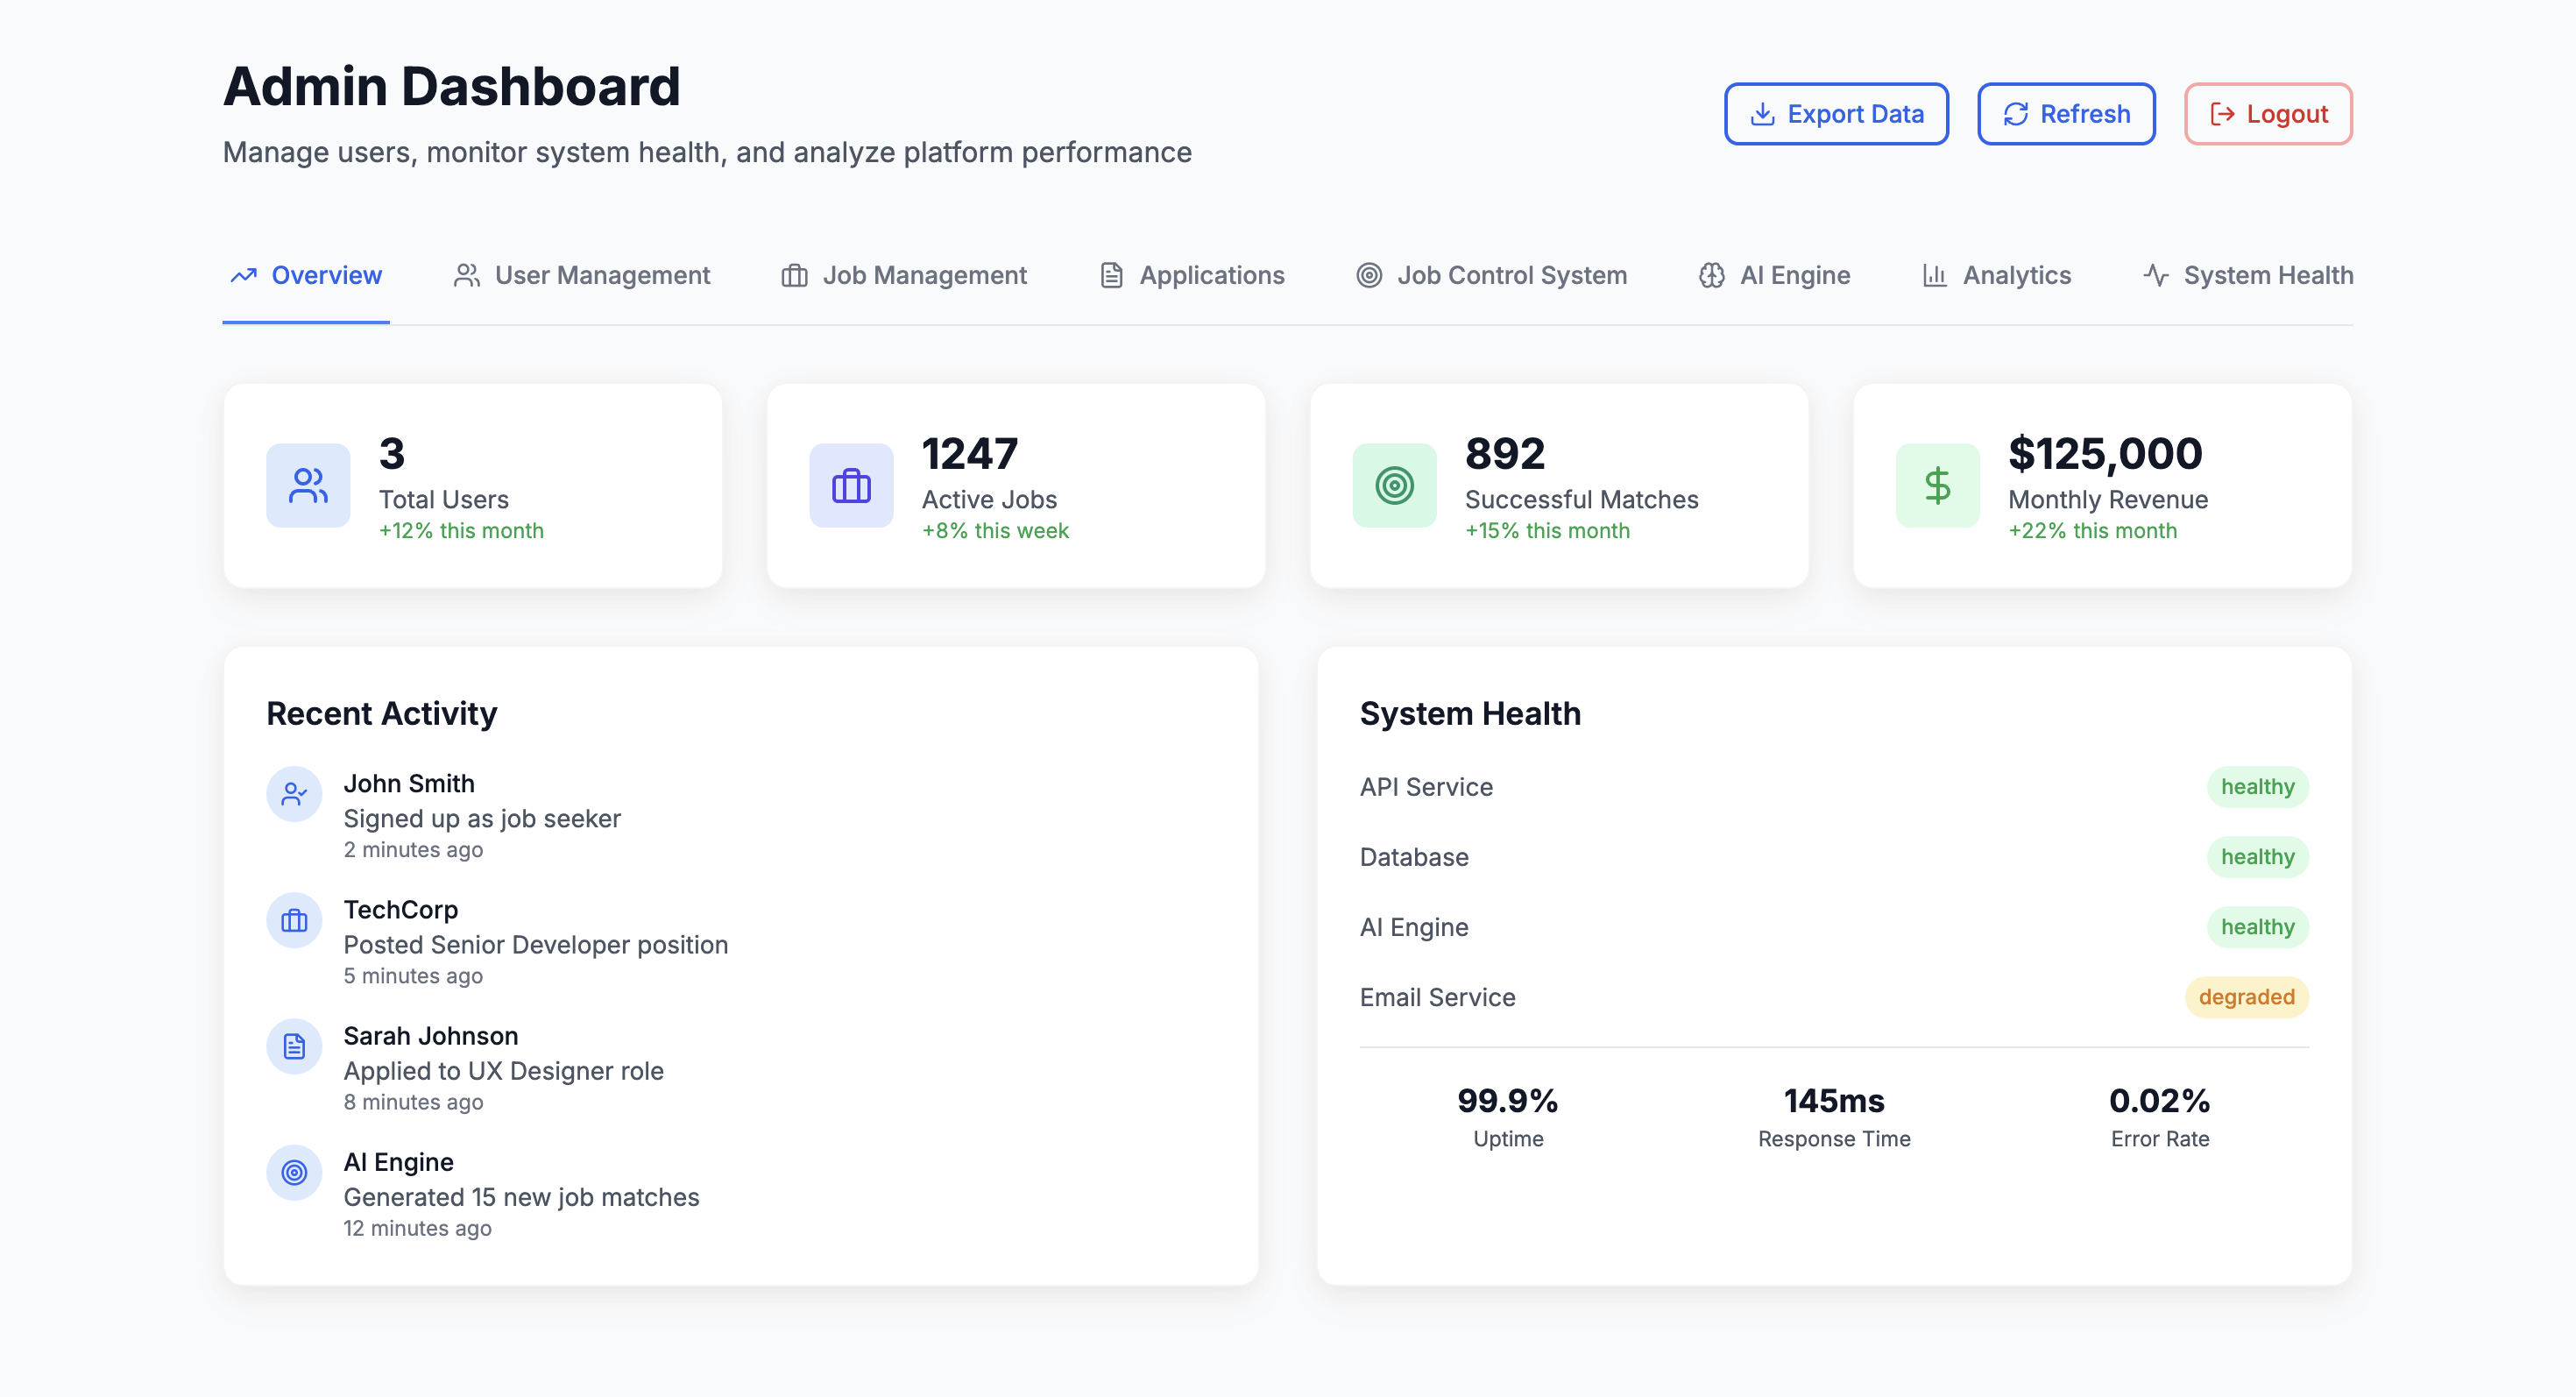 Admin Dashboard
Manage users, monitor system health, and analyze platform performance
Export Data
Refresh
Logout
Overview
User Management
Job Management
Applications
Job Control System
AI Engine
Analytics
System Health
3
Total Users
+12% this month
1247
Active Jobs
+8% this week
892
Successful Matches
+15% this month
$125,000
Monthly Revenue
+22% this month
Recent Activity
John Smith
Signed up as job seeker
2 minutes ago
TechCorp
Posted Senior Developer position
5 minutes ago
Sarah Johnson
Applied to UX Designer role
8 minutes ago
AI Engine
Generated 15 new job matches
12 minutes ago
System Health
API Service
healthy
Database
healthy
AI Engine
healthy
Email Service
degraded
99.9%
Uptime
145ms
Response Time
0.02%
Error Rate